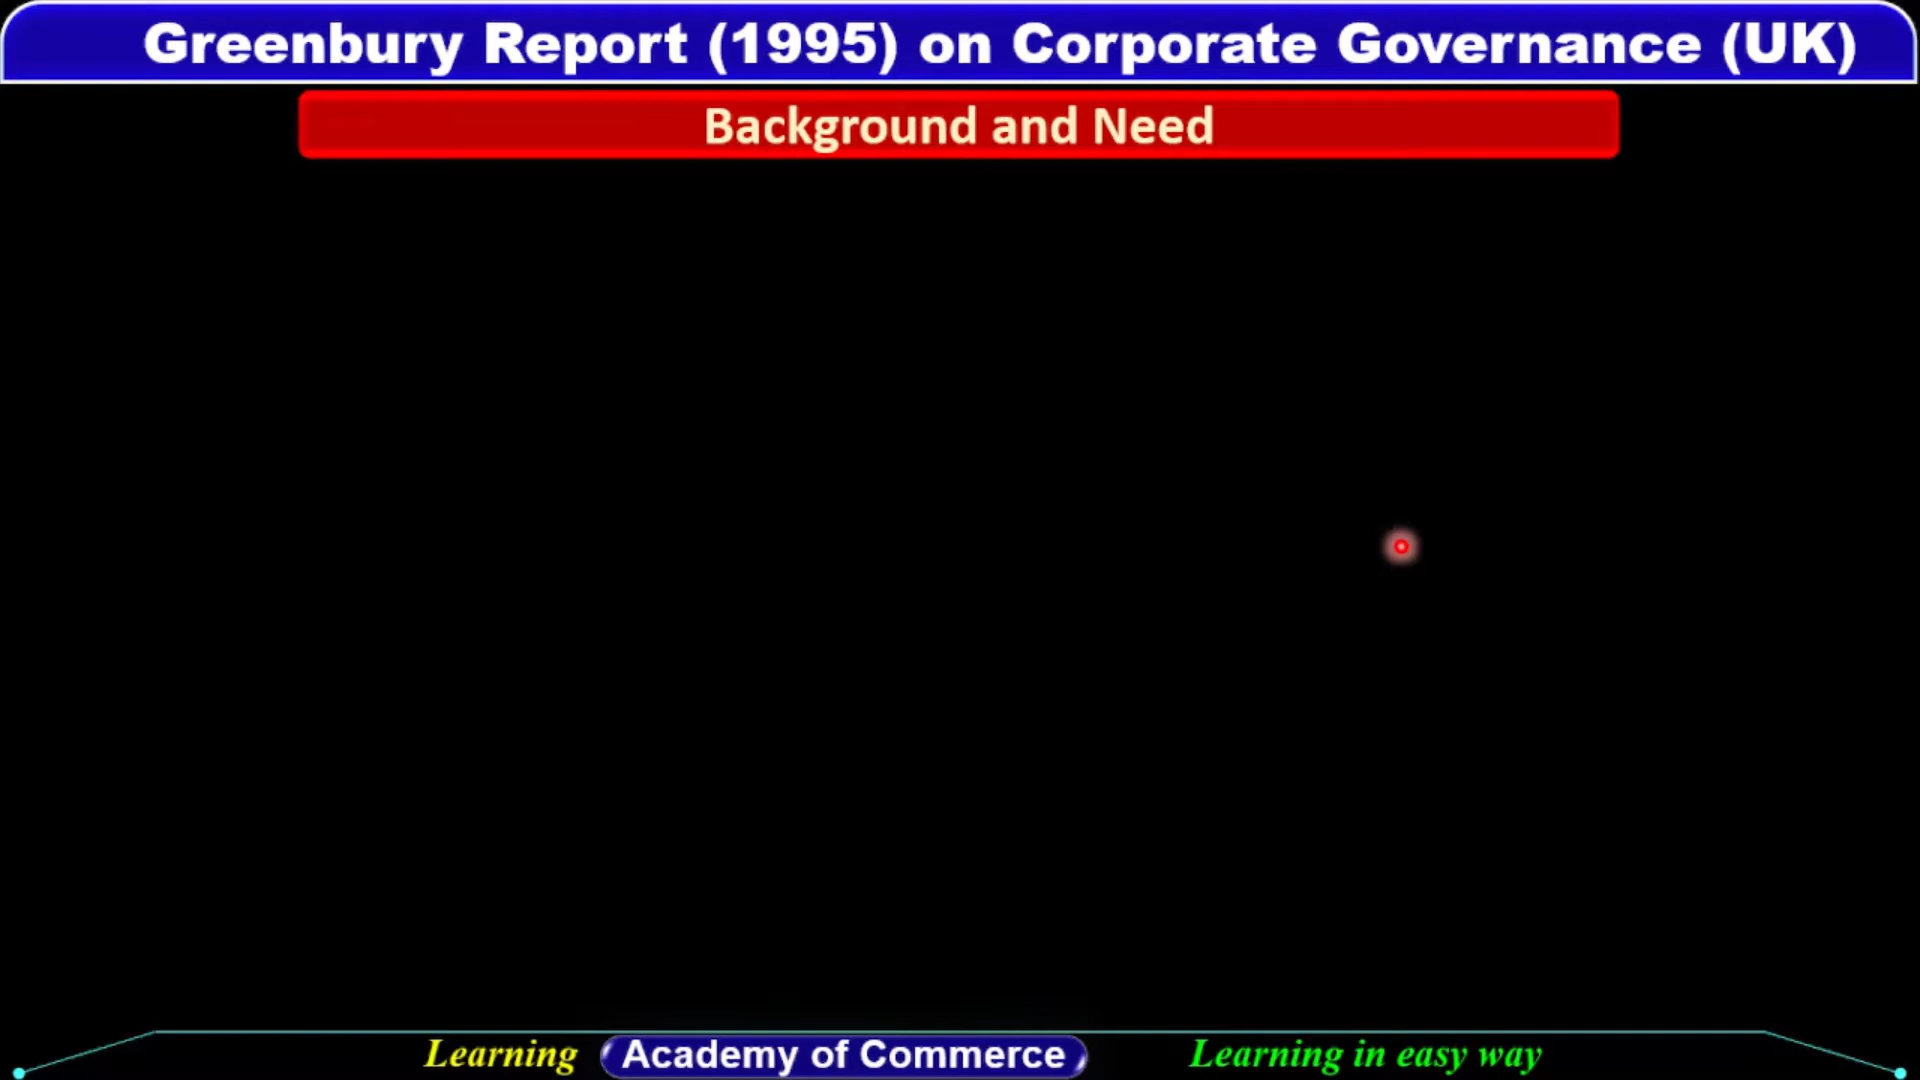 Greenbury Report (1995) on Corporate Governance (UK)
Background and Need
Learning Academy of Commerce Learning in easy way